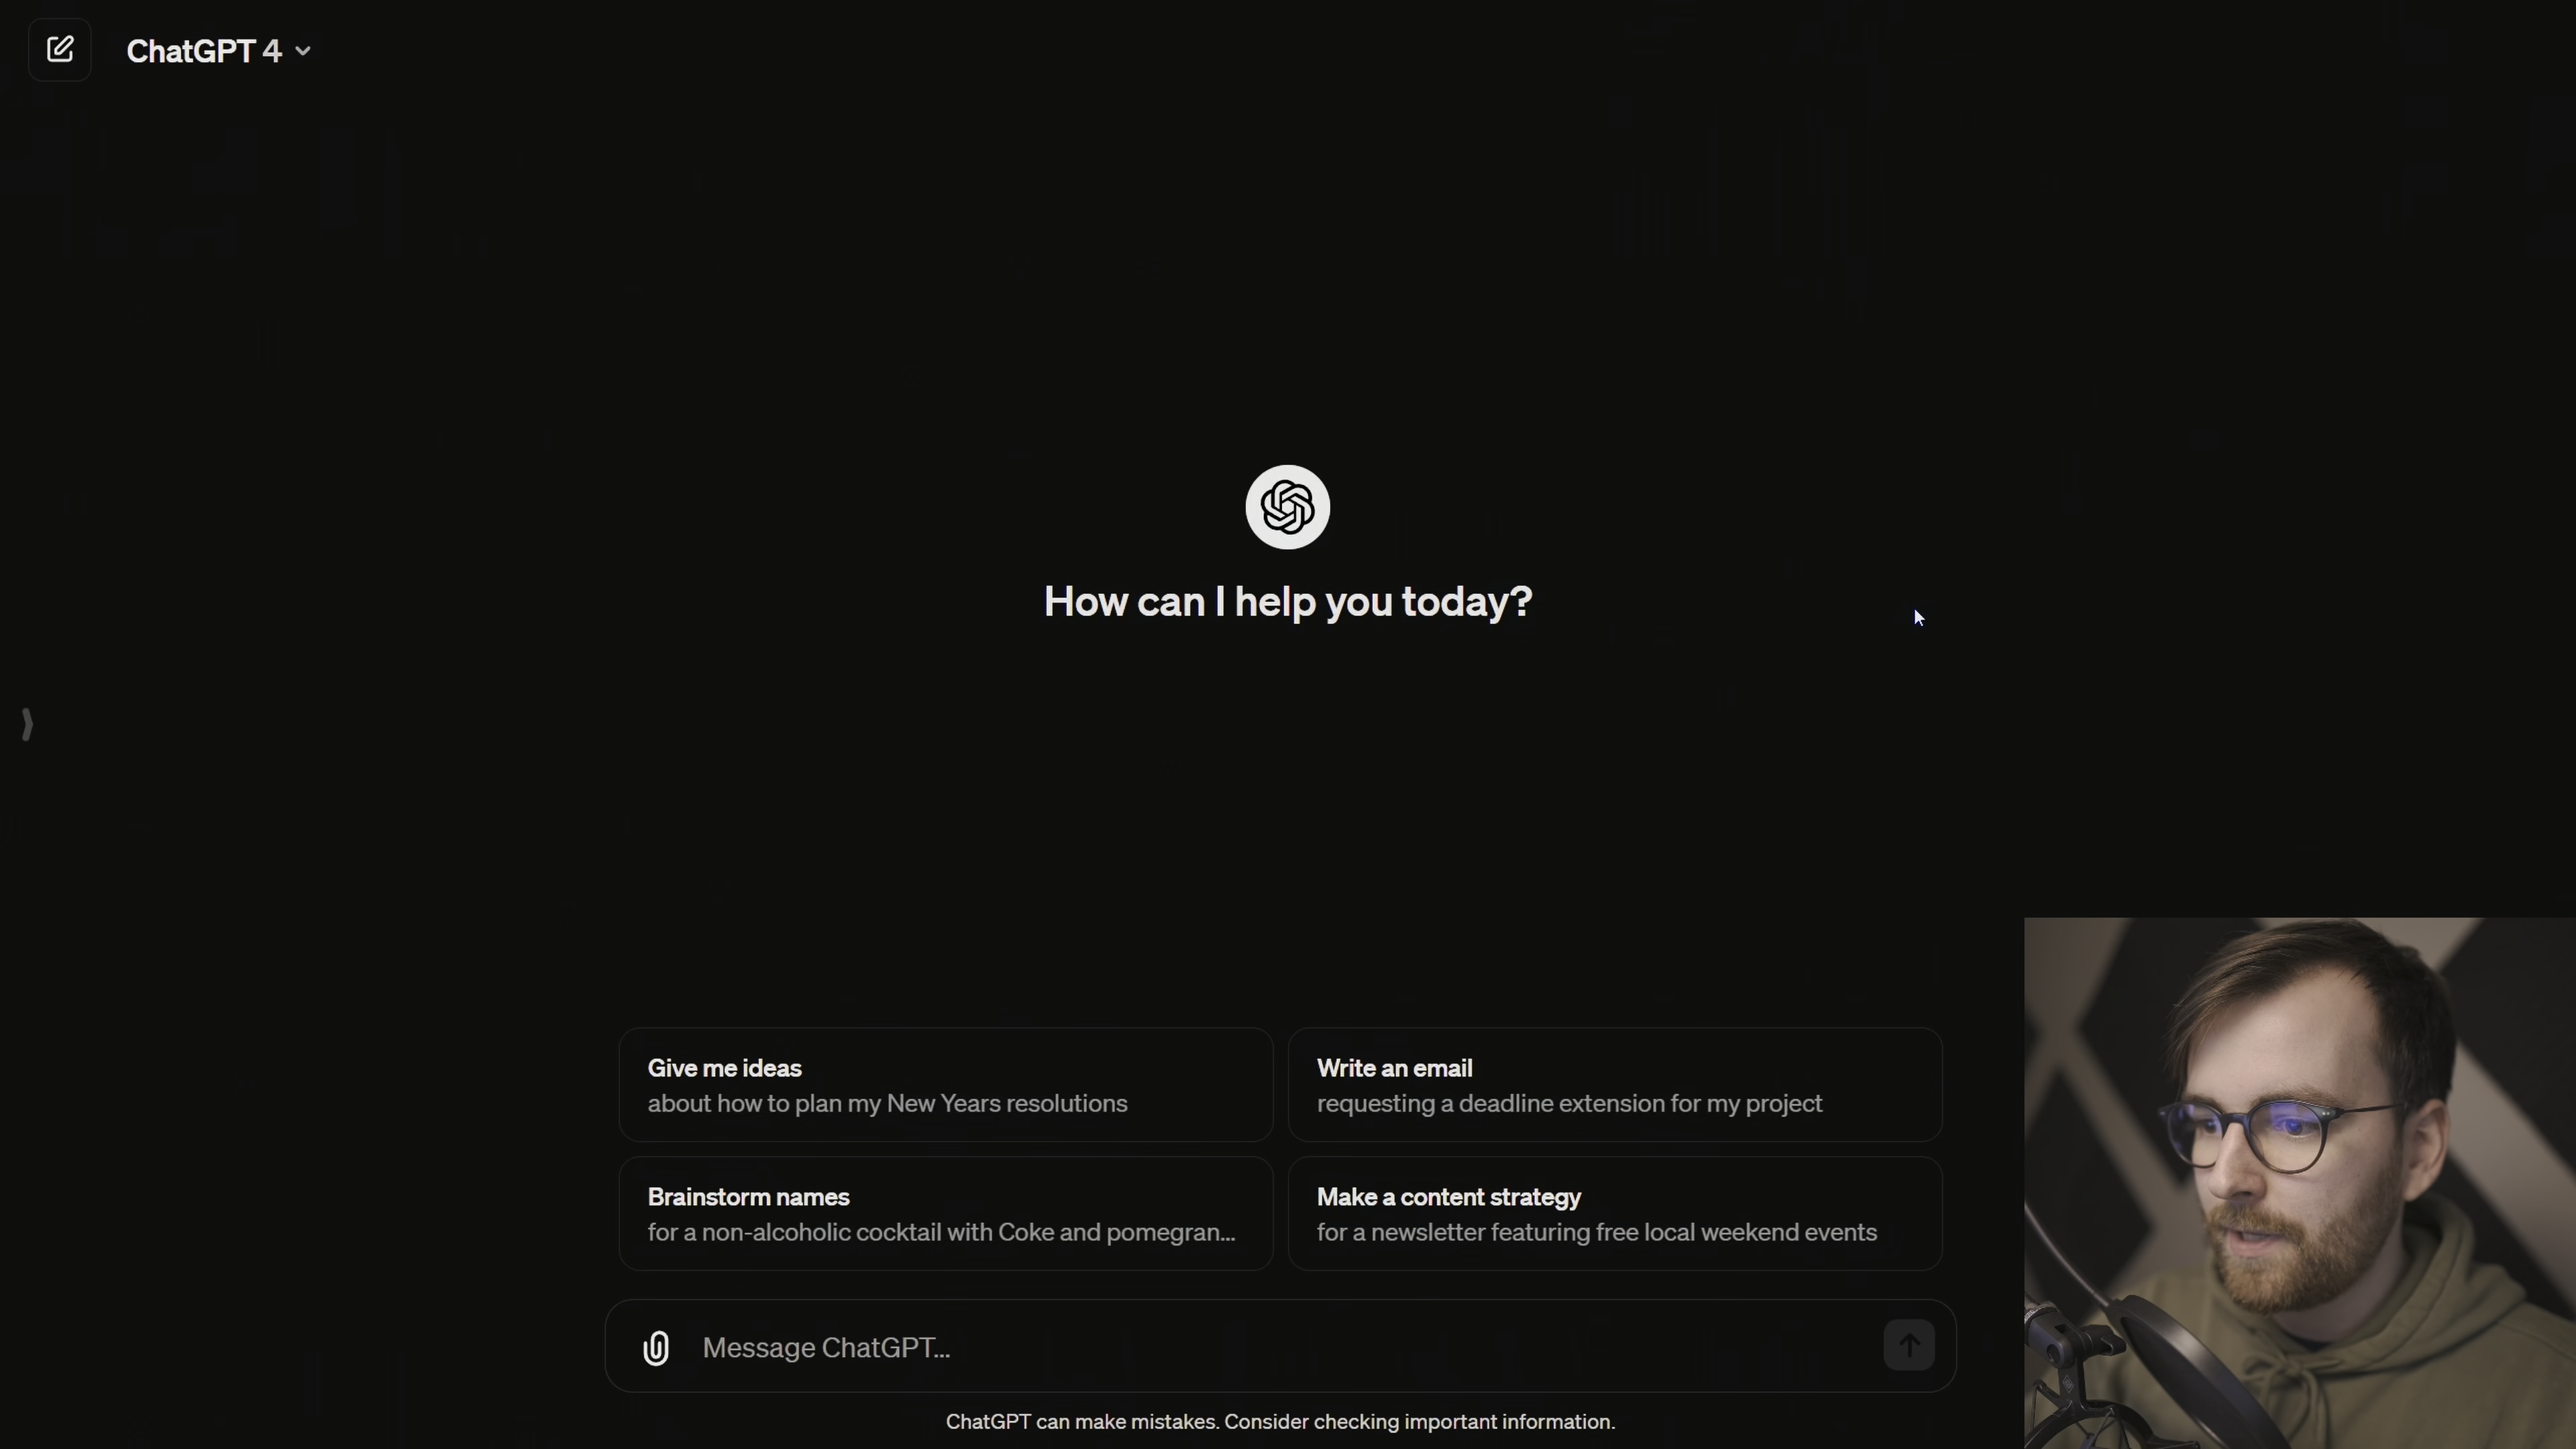 ChatGPT 4
How can I help you today?
Give me ideas
about how to plan my New Years resolutions
Write an email
requesting a deadline extension for my project
Brainstorm names
for a non-alcoholic cocktail with Coke and pomegran...
Make a content strategy
for a newsletter featuring free local weekend events
Message ChatGPT...
ChatGPT can make mistakes. Consider checking important information.